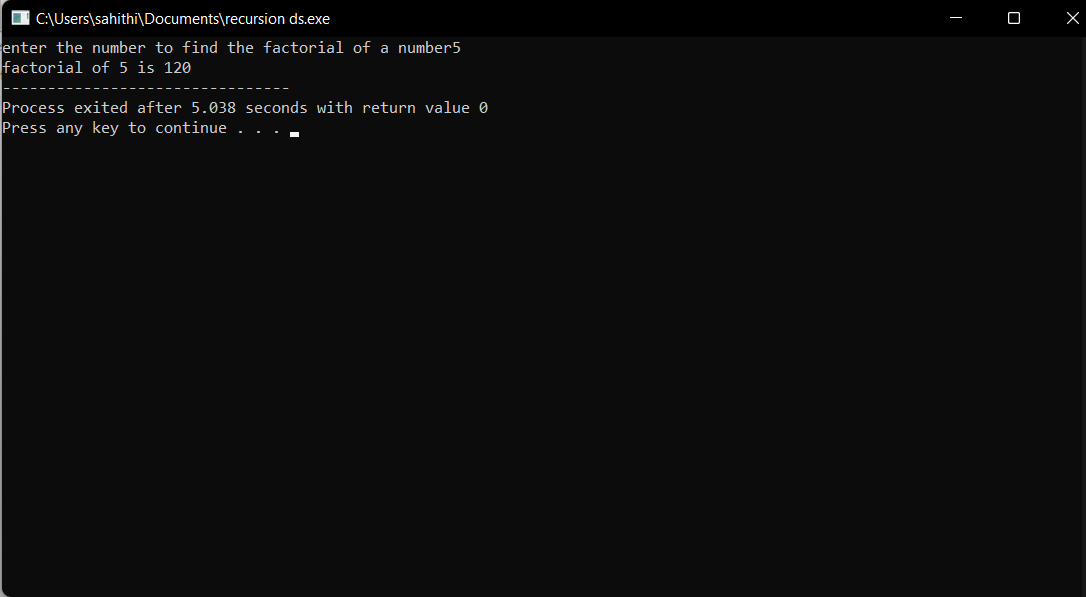 C:\Users\sahithi\Documents\recursion ds.exe
enter the number to find the factorial of a number5
factorial of 5 is 120
--------------------------------
Process exited after 5.038 seconds with return value 0
Press any key to continue . . .